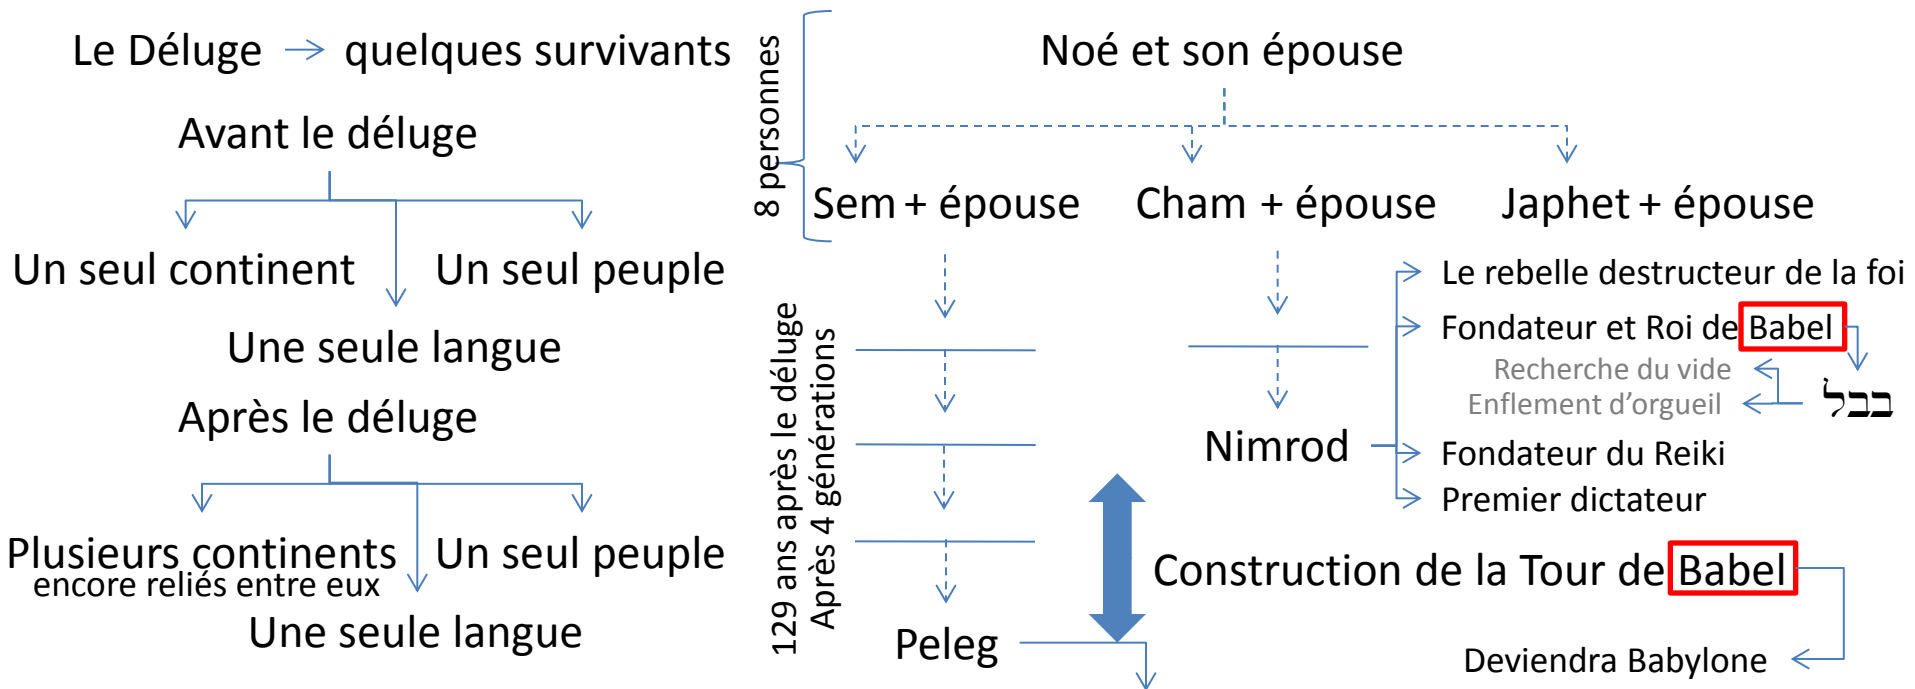 Le Déluge → quelques survivants
Avant le déluge
Un seul continent
Un seul peuple
Une seule langue
Après le déluge
Plusieurs continents
encore reliés entre eux
Un seul peuple
Une seule langue
8 personnes
Noé et son épouse
Sem + épouse
Cham + épouse
Japhet + épouse
129 ans après le déluge
Après 4 générations
Peleg
Nimrod
Le rebelle destructeur de la foi
Fondateur et Roi de Babel
Recherche du vide
Enflement d’orgueil
בבל
Fondateur du Reiki
Premier dictateur
Construction de la Tour de Babel
Deviendra Babylone